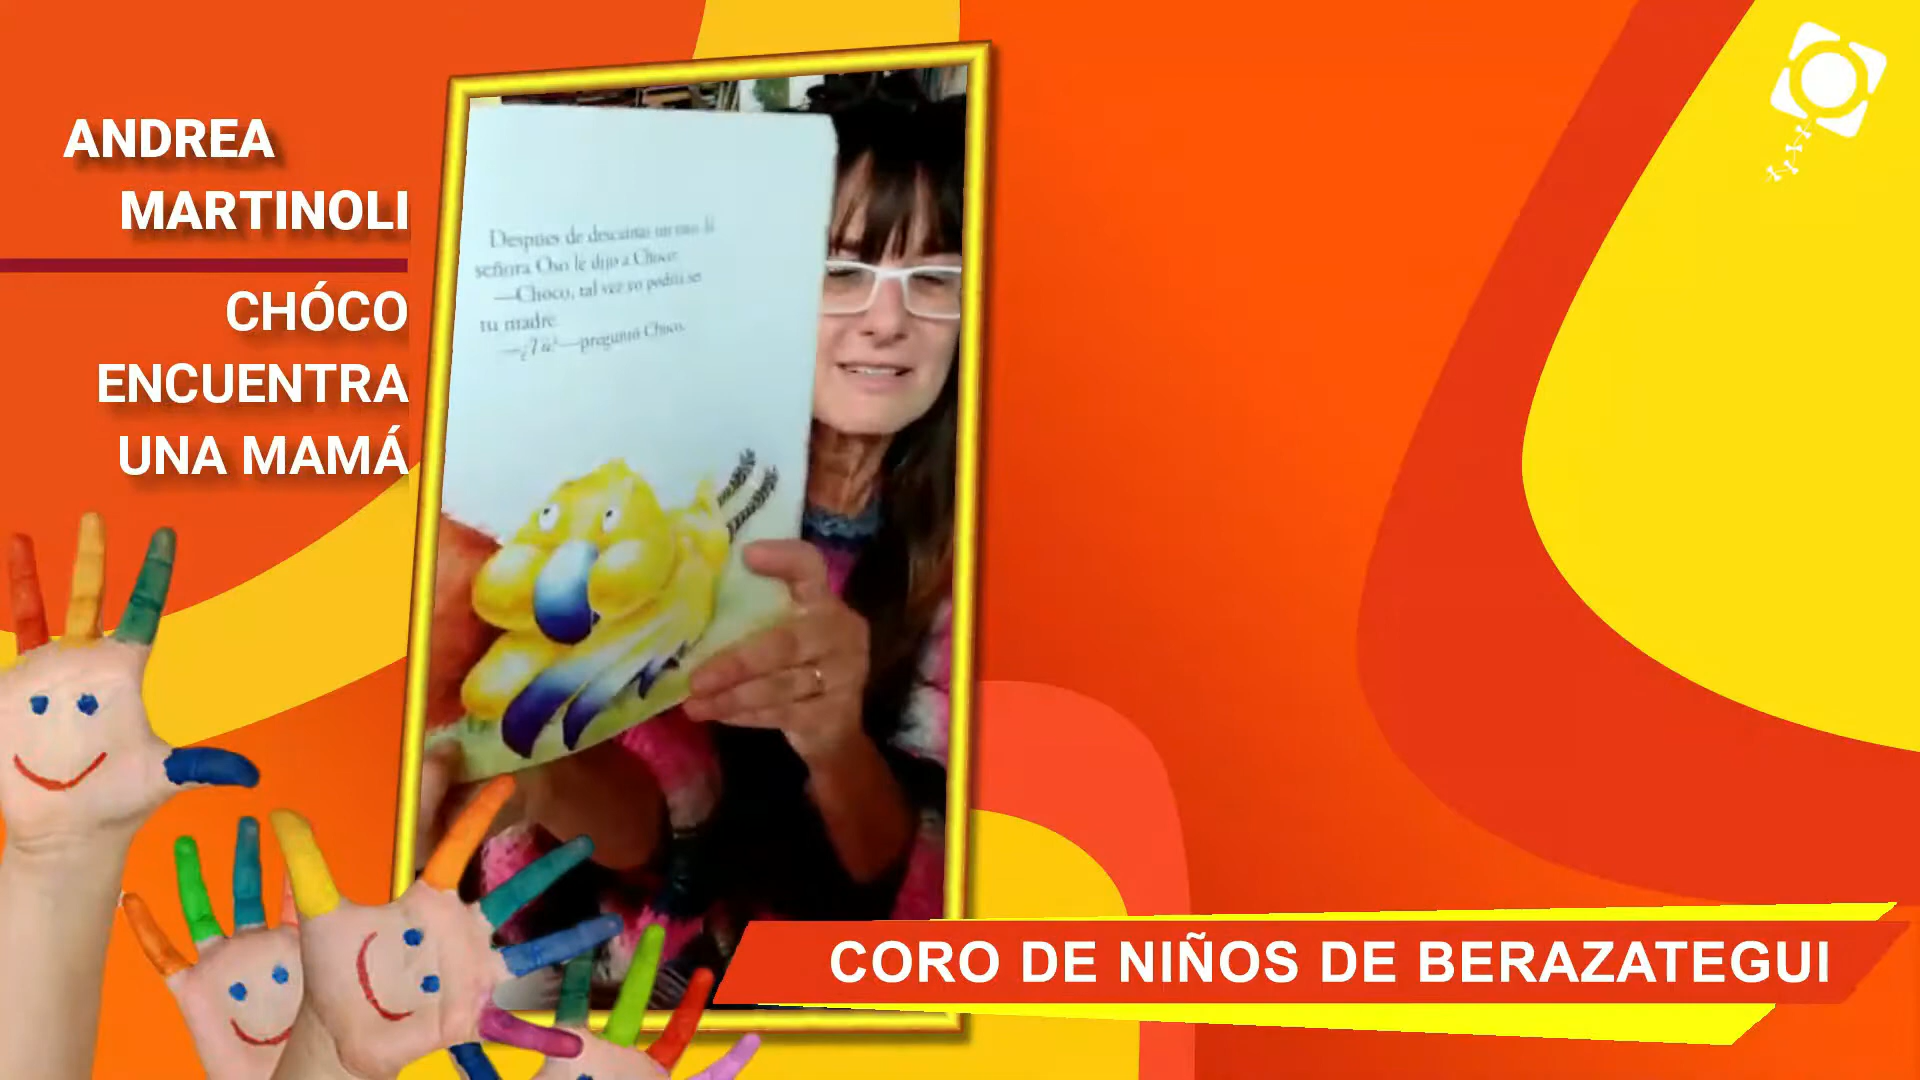 ANDREA
MARTINOLI
CHÓCO
ENCUENTRA
UNA MAMÁ
Después de descansar un rato la
señora Oso le dijo a Choco:
—Choco, tal vez yo podría ser
tu madre.
—¿Tú? —preguntó Choco.
CORO DE NIÑOS DE BERAZATEGUI